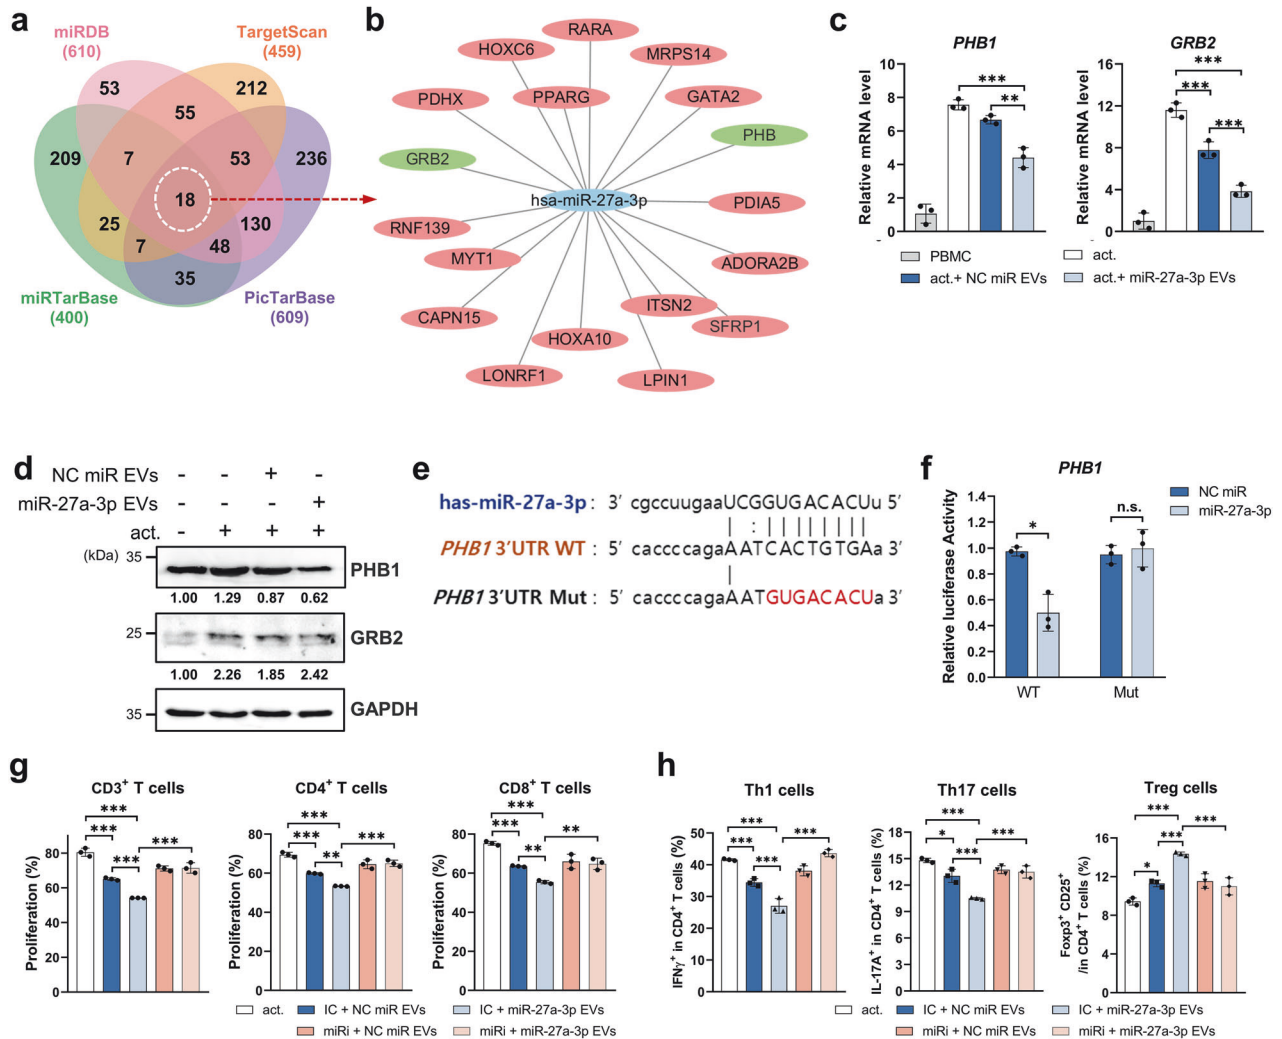 a
miRDB
(610)
TargetScan
(459)
53
212
55
209
7
53
236
18
25
130
7
48
35
miRTarBase
(400)
PicTarBase
(609)
b
RARA
HOXC6
MRPS14
PDHX
PPARG
GATA2
PHB
GRB2
hsa-miR-27a-3p
PDIA5
RNF139
MYT1
ADORA2B
ITSN2
CAPN15
SFRP1
HOXA10
LONRF1
LPIN1
c
PHB1
Relative mRNA level
10
8
6
4
2
0
***
**
GRB2
Relative mRNA level
16
12
8
4
0
***
***
***
PBMC
act.
act.+ NC miR EVs
act.+ miR-27a-3p EVs
d
NC miR EVs - - + -
miR-27a-3p EVs - - - +
act. - + + +
(kDa)
35
PHB1
1.00 1.29 0.87 0.62
25
GRB2
1.00 2.26 1.85 2.42
35
GAPDH
e
has-miR-27a-3p : 3′ cgccuugaaUCGGUGACACUu 5′
| : | | | | | | | |
PHB1 3′UTR WT : 5′ caccccagaAATCACTGTGAa 3′
|
PHB1 3′UTR Mut : 5′ caccccagaAATGUGACACUa 3′
f
PHB1
Relative luciferase Activity
1.4
1.2
1.0
0.8
0.6
0.4
0.2
0.0
*
n.s.
WT
Mut
NC miR
miR-27a-3p
g
CD3+ T cells
Proliferation (%)
80
60
40
20
0
***
***
***
***
CD4+ T cells
Proliferation (%)
80
60
40
20
0
***
***
***
**
CD8+ T cells
Proliferation (%)
80
60
40
20
0
***
***
**
**
act.
IC + NC miR EVs
IC + miR-27a-3p EVs
miRi + NC miR EVs
miRi + miR-27a-3p EVs
h
Th1 cells
IFNγ+ in CD4+ T cells (%)
50
40
30
20
10
0
***
***
***
***
Th17 cells
IL-17A+ in CD4+ T cells (%)
18
15
12
9
6
3
0
***
*
***
***
Treg cells
Foxp3+ CD25+
/in CD4+ T cells (%)
16
12
8
4
0
***
***
***
*
act.
IC + NC miR EVs
IC + miR-27a-3p EVs
miRi + NC miR EVs
miRi + miR-27a-3p EVs